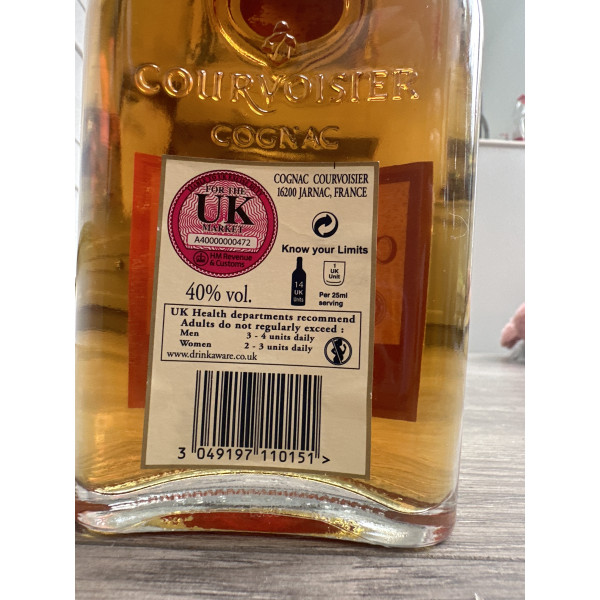 COURVOISIER
COGNAC
COGNAC COURVOISIER
16200 JARNAC, FRANCE
FOR THE
UK
MARKET
A40000000472
HM Revenue
& Customs
Know your Limits
40% vol.
14
UK
Units
1
UK
Unit
Per 25ml
serving
UK Health departments recommend
Adults do not regularly exceed :
Men 3 - 4 units daily
Women 2 - 3 units daily
www.drinkaware.co.uk
3 049197 110151 >